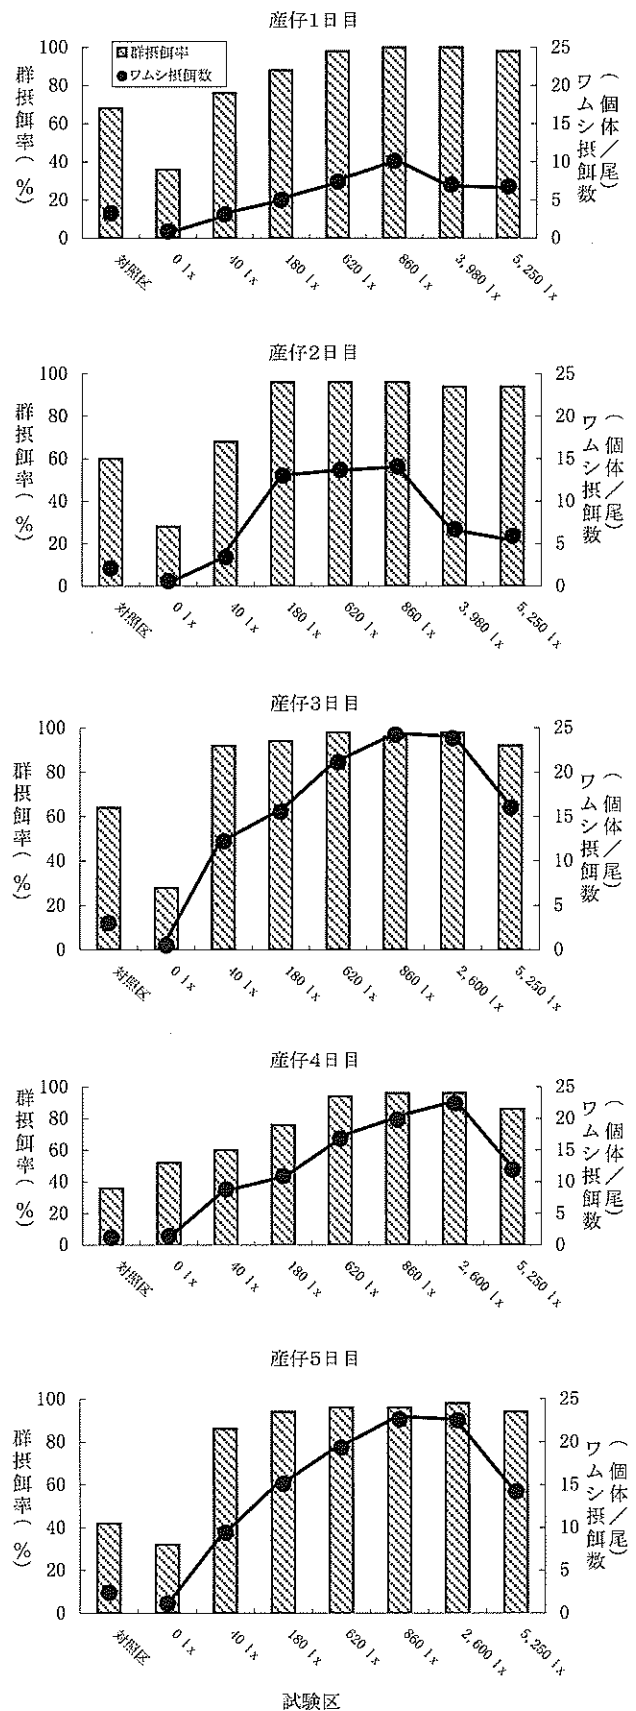 産仔1日目
群摂餌率
ワムシ摂餌数
群摂餌率(%)
100
80
60
40
20
0
25
20
15
10
5
0
ワムシ摂餌数
(個体/尾)
対照区
0 lx
40 lx
180 lx
620 lx
860 lx
3,980 lx
5,250 lx
産仔2日目
群摂餌率(%)
100
80
60
40
20
0
25
20
15
10
5
0
ワムシ摂餌数
(個体/尾)
対照区
0 lx
40 lx
180 lx
620 lx
860 lx
3,980 lx
5,250 lx
産仔3日目
群摂餌率(%)
100
80
60
40
20
0
25
20
15
10
5
0
ワムシ摂餌数
(個体/尾)
対照区
0 lx
40 lx
180 lx
620 lx
860 lx
2,600 lx
5,250 lx
産仔4日目
群摂餌率(%)
100
80
60
40
20
0
25
20
15
10
5
0
ワムシ摂餌数
(個体/尾)
対照区
0 lx
40 lx
180 lx
620 lx
860 lx
2,600 lx
5,250 lx
産仔5日目
群摂餌率(%)
100
80
60
40
20
0
25
20
15
10
5
0
ワムシ摂餌数
(個体/尾)
対照区
0 lx
40 lx
180 lx
620 lx
860 lx
2,600 lx
5,250 lx
試験区